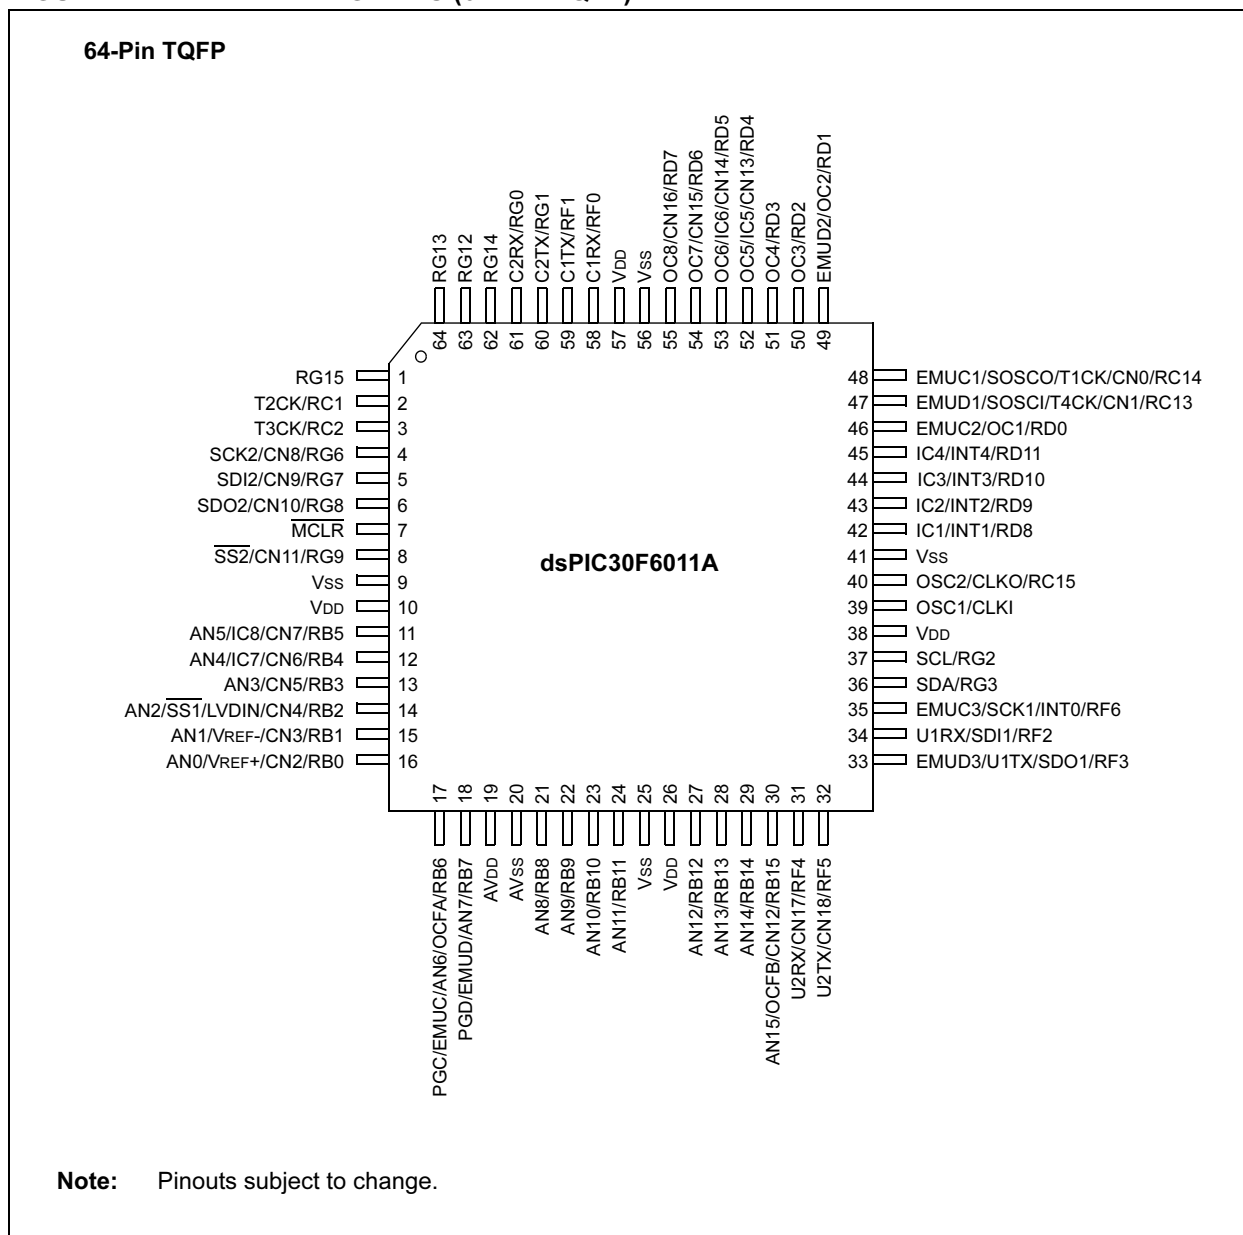 64-Pin TQFP
RG13
RG12
RG14
C2RX/RG0
C2TX/RG1
C1TX/RF1
C1RX/RF0
VDD
VSS
OC8/CN16/RD7
OC7/CN15/RD6
OC6/IC6/CN14/RD5
OC5/IC5/CN13/RD4
OC4/RD3
OC3/RD2
EMUD2/OC2/RD1
64 63 62 61 60 59 58 57 56 55 54 53 52 51 50 49
RG15 1
T2CK/RC1 2
T3CK/RC2 3
SCK2/CN8/RG6 4
SDI2/CN9/RG7 5
SDO2/CN10/RG8 6
MCLR 7
SS2/CN11/RG9 8
VSS 9
VDD 10
AN5/IC8/CN7/RB5 11
AN4/IC7/CN6/RB4 12
AN3/CN5/RB3 13
AN2/SS1/LVDIN/CN4/RB2 14
AN1/VREF-/CN3/RB1 15
AN0/VREF+/CN2/RB0 16
dsPIC30F6011A
48 EMUC1/SOSCO/T1CK/CN0/RC14
47 EMUD1/SOSCI/T4CK/CN1/RC13
46 EMUC2/OC1/RD0
45 IC4/INT4/RD11
44 IC3/INT3/RD10
43 IC2/INT2/RD9
42 IC1/INT1/RD8
41 VSS
40 OSC2/CLKO/RC15
39 OSC1/CLKI
38 VDD
37 SCL/RG2
36 SDA/RG3
35 EMUC3/SCK1/INT0/RF6
34 U1RX/SDI1/RF2
33 EMUD3/U1TX/SDO1/RF3
17 18 19 20 21 22 23 24 25 26 27 28 29 30 31 32
PGC/EMUC/AN6/OCFA/RB6
PGD/EMUD/AN7/RB7
AVDD
AVSS
AN8/RB8
AN9/RB9
AN10/RB10
AN11/RB11
VSS
VDD
AN12/RB12
AN13/RB13
AN14/RB14
AN15/OCFB/CN12/RB15
U2RX/CN17/RF4
U2TX/CN18/RF5
Note: Pinouts subject to change.